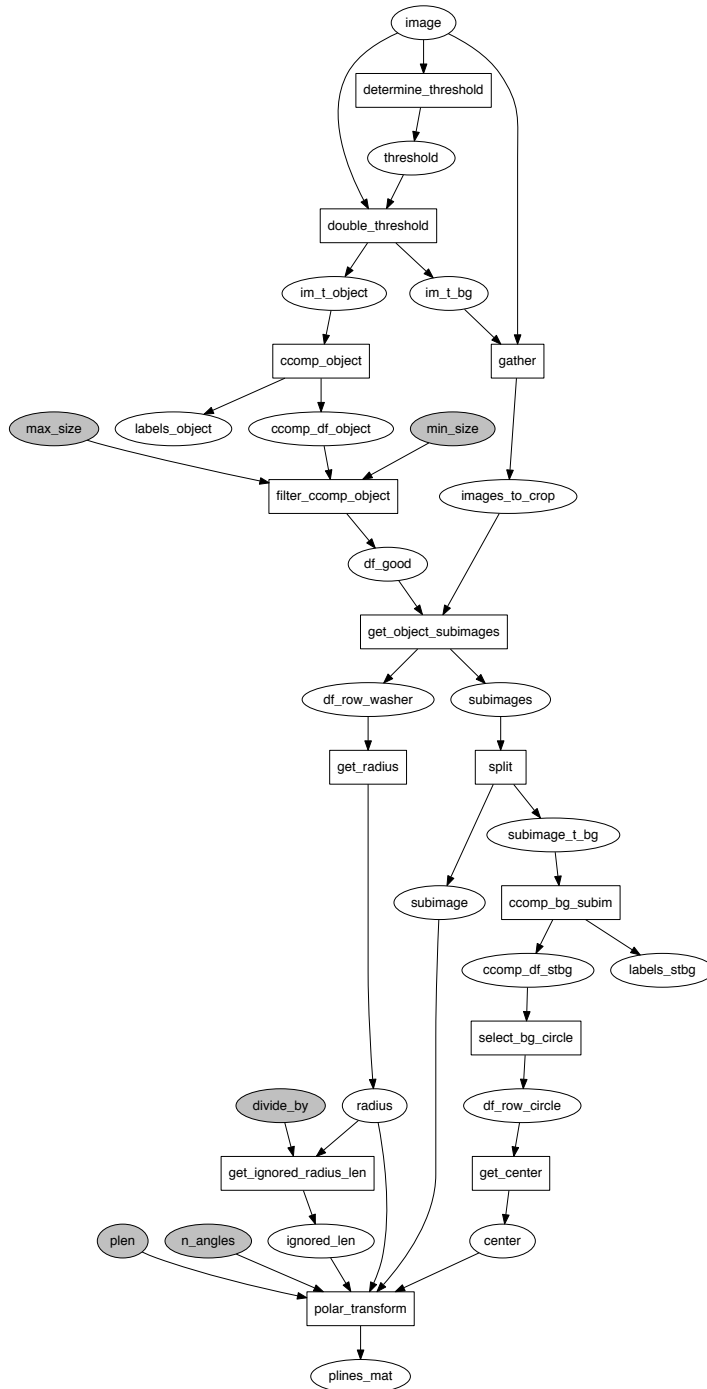 image
determine_threshold
threshold
double_threshold
im_t_object
im_t_bg
ccomp_object
gather
max_size
labels_object
ccomp_df_object
min_size
filter_ccomp_object
images_to_crop
df_good
get_object_subimages
df_row_washer
subimages
get_radius
split
subimage_t_bg
subimage
ccomp_bg_subim
ccomp_df_stbg
labels_stbg
select_bg_circle
divide_by
radius
df_row_circle
get_ignored_radius_len
get_center
plen
n_angles
ignored_len
center
polar_transform
plines_mat